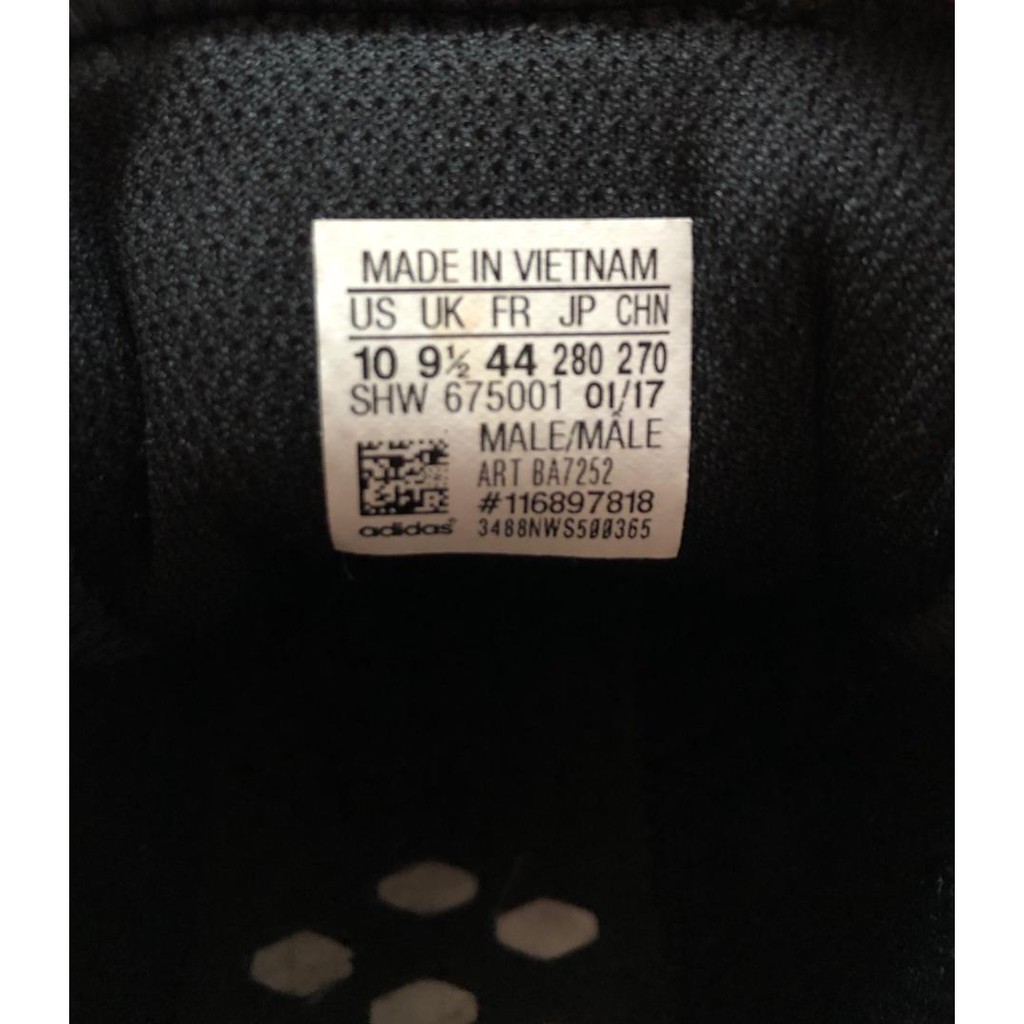 MADE IN VIETNAM
US UK FR JP CHN
10 9½ 44 280 270
SHW 675001 01/17
MALE/MÂLE
ART BA7252
#116897818
adidas® 3488NWS500365